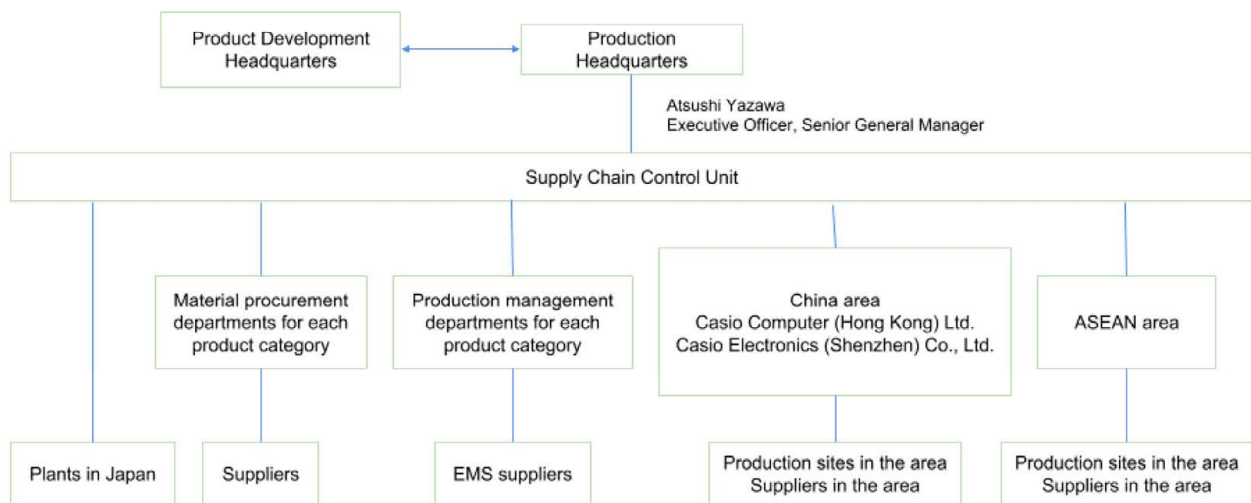 Product Development
Headquarters
Production
Headquarters
Atsushi Yazawa
Executive Officer, Senior General Manager
Supply Chain Control Unit
Material procurement
departments for each
product category
Production management
departments for each
product category
China area
Casio Computer (Hong Kong) Ltd.
Casio Electronics (Shenzhen) Co., Ltd.
ASEAN area
Plants in Japan
Suppliers
EMS suppliers
Production sites in the area
Suppliers in the area
Production sites in the area
Suppliers in the area